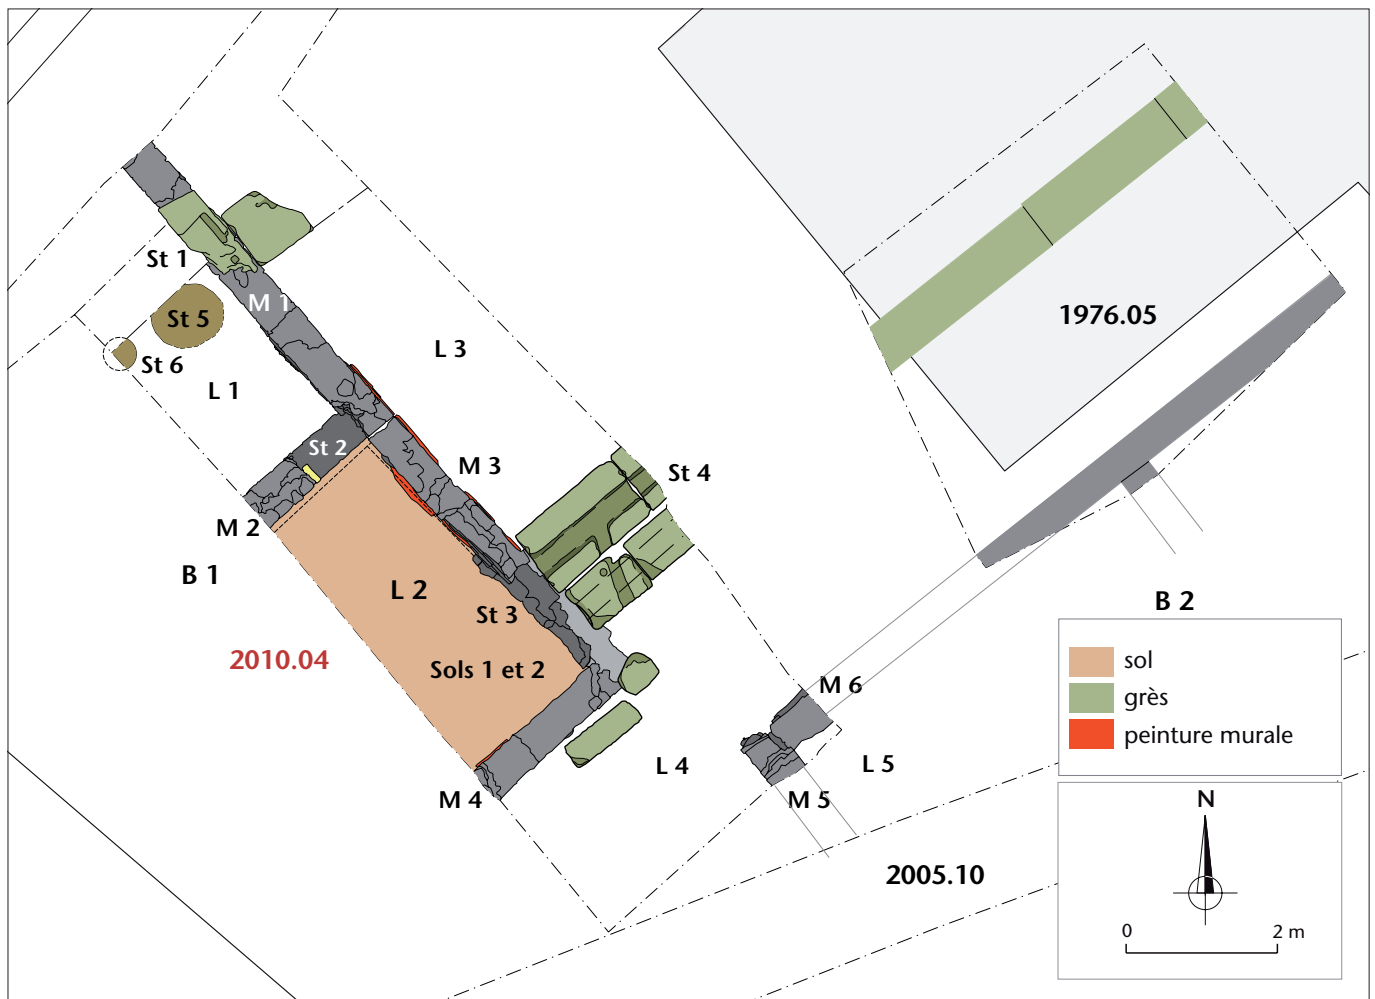 St 1
M 1
St 5
St 6
L 1
L 3
1976.05
St 2
M 3
St 4
M 2
B 1
L 2
St 3
B 2
2010.04
Sols 1 et 2
sol
grès
peinture murale
M 6
L 4
L 5
M 4
M 5
2005.10
N
0 2 m